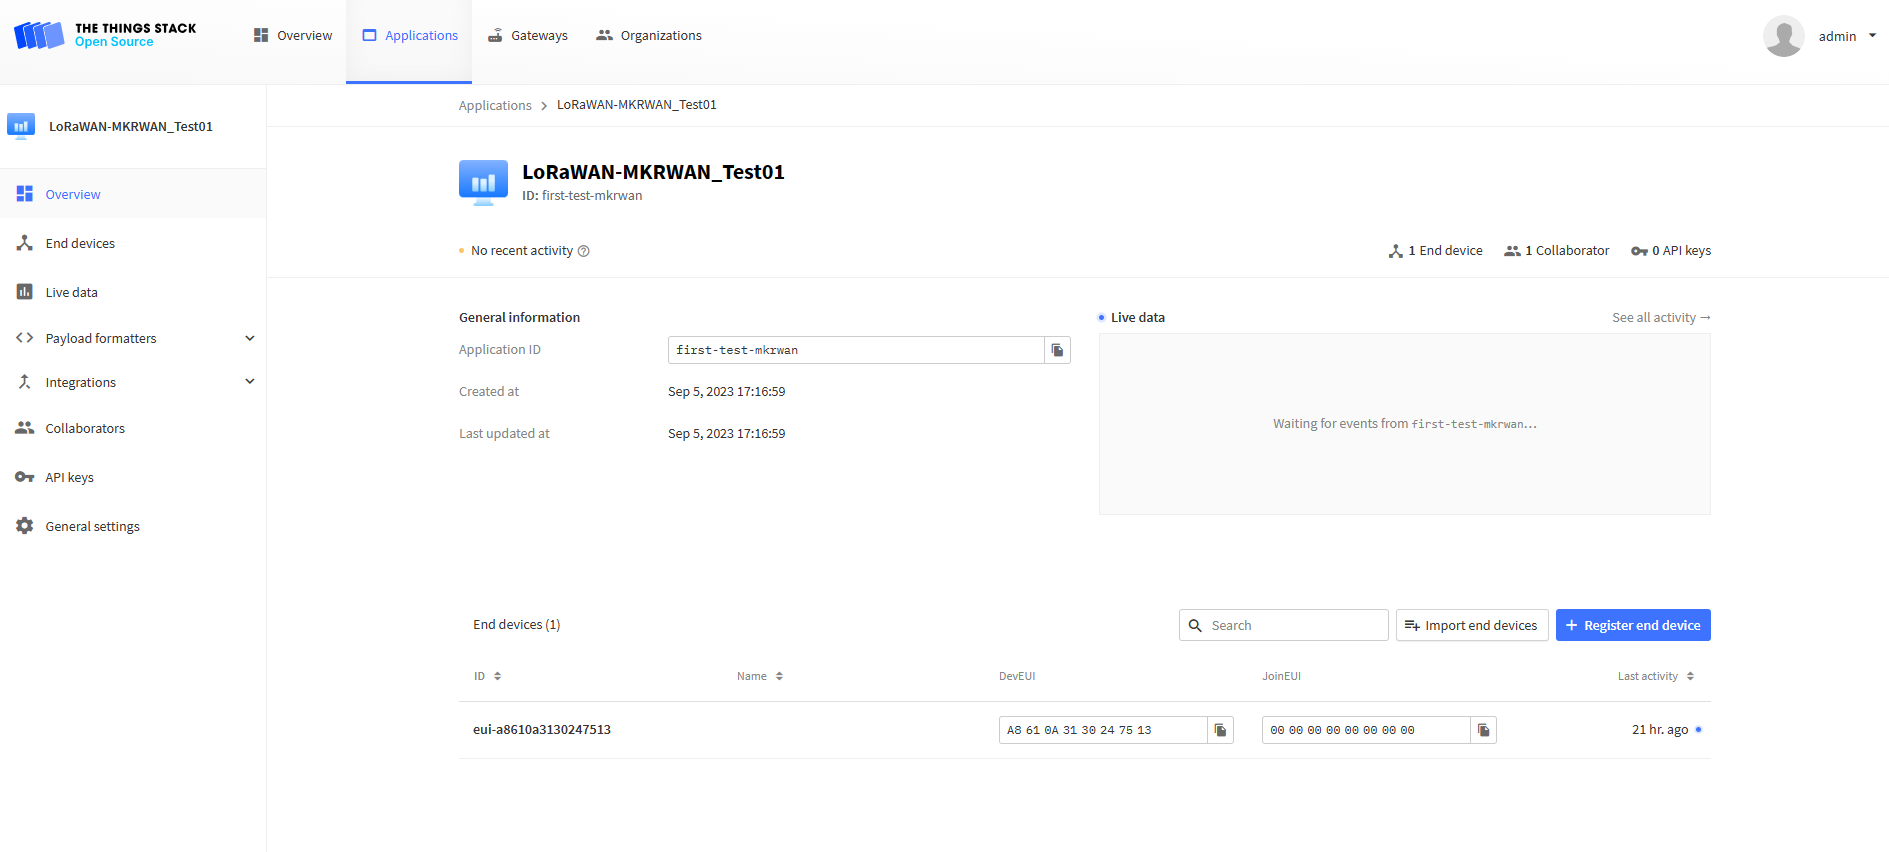 THE THINGS STACK
Open Source
Overview
Applications
Gateways
Organizations
admin
LoRaWAN-MKRWAN_Test01
Overview
End devices
Live data
Payload formatters
Integrations
Collaborators
API keys
General settings
Applications > LoRaWAN-MKRWAN_Test01
LoRaWAN-MKRWAN_Test01
ID: first-test-mkrwan
No recent activity
1 End device
1 Collaborator
0 API keys
General information
Application ID first-test-mkrwan
Created at Sep 5, 2023 17:16:59
Last updated at Sep 5, 2023 17:16:59
Live data
See all activity →
Waiting for events from first-test-mkrwan...
End devices (1)
Search
Import end devices
+ Register end device
ID Name DevEUI JoinEUI Last activity
eui-a8610a3130247513 A8 61 0A 31 30 24 75 13 00 00 00 00 00 00 00 00 21 hr. ago